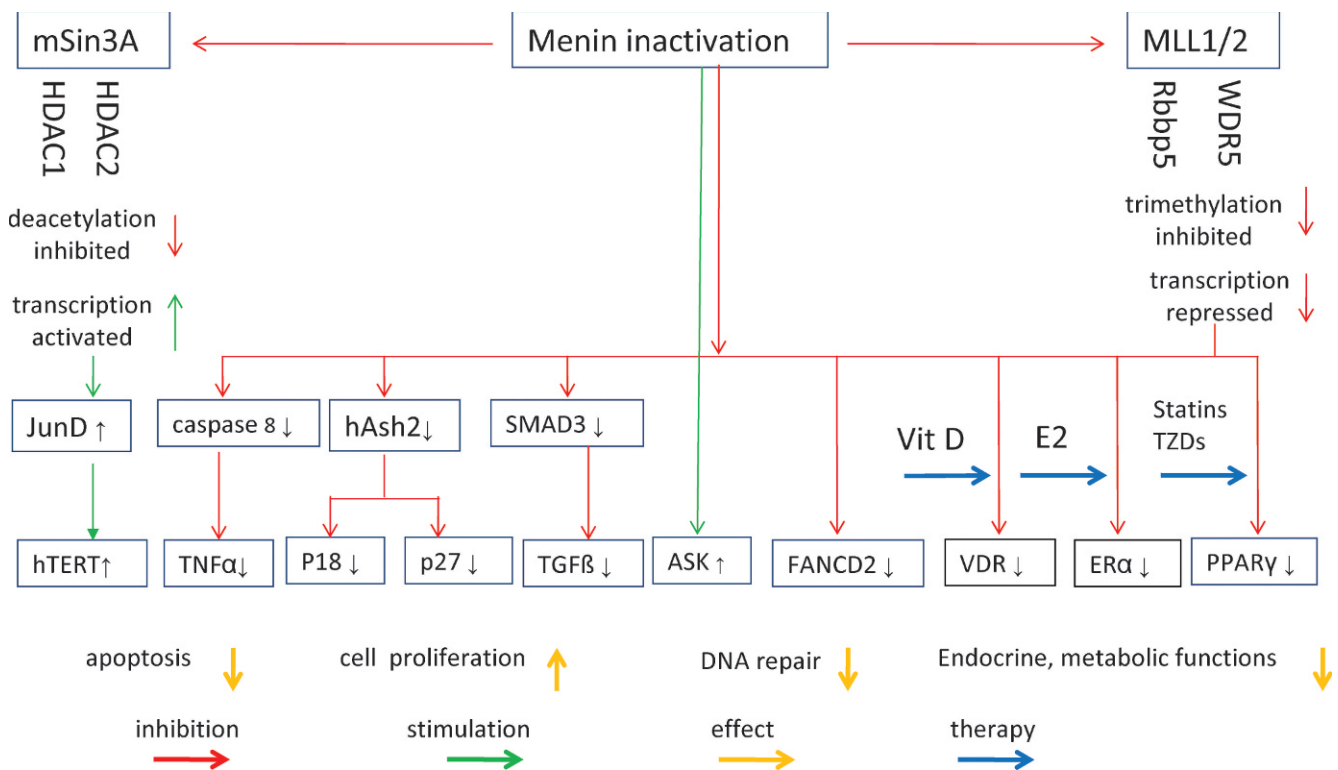 mSin3A
Menin inactivation
MLL1/2
HDAC1
HDAC2
Rbbp5
WDR5
deacetylation
inhibited
trimethylation
inhibited
transcription
activated
transcription
repressed
JunD ↑
caspase 8 ↓
hAsh2↓
SMAD3 ↓
Vit D
E2
Statins
TZDs
hTERT↑
TNFα↓
P18 ↓
p27 ↓
TGFß ↓
ASK ↑
FANCD2 ↓
VDR ↓
ERα ↓
PPARγ ↓
apoptosis
cell proliferation
DNA repair
Endocrine, metabolic functions
inhibition
stimulation
effect
therapy